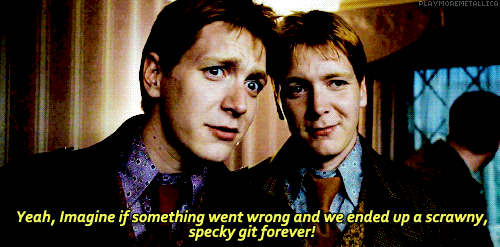 PLAYMOREMETALLICA
Yeah, Imagine if something went wrong and we ended up a scrawny,
specky git forever!